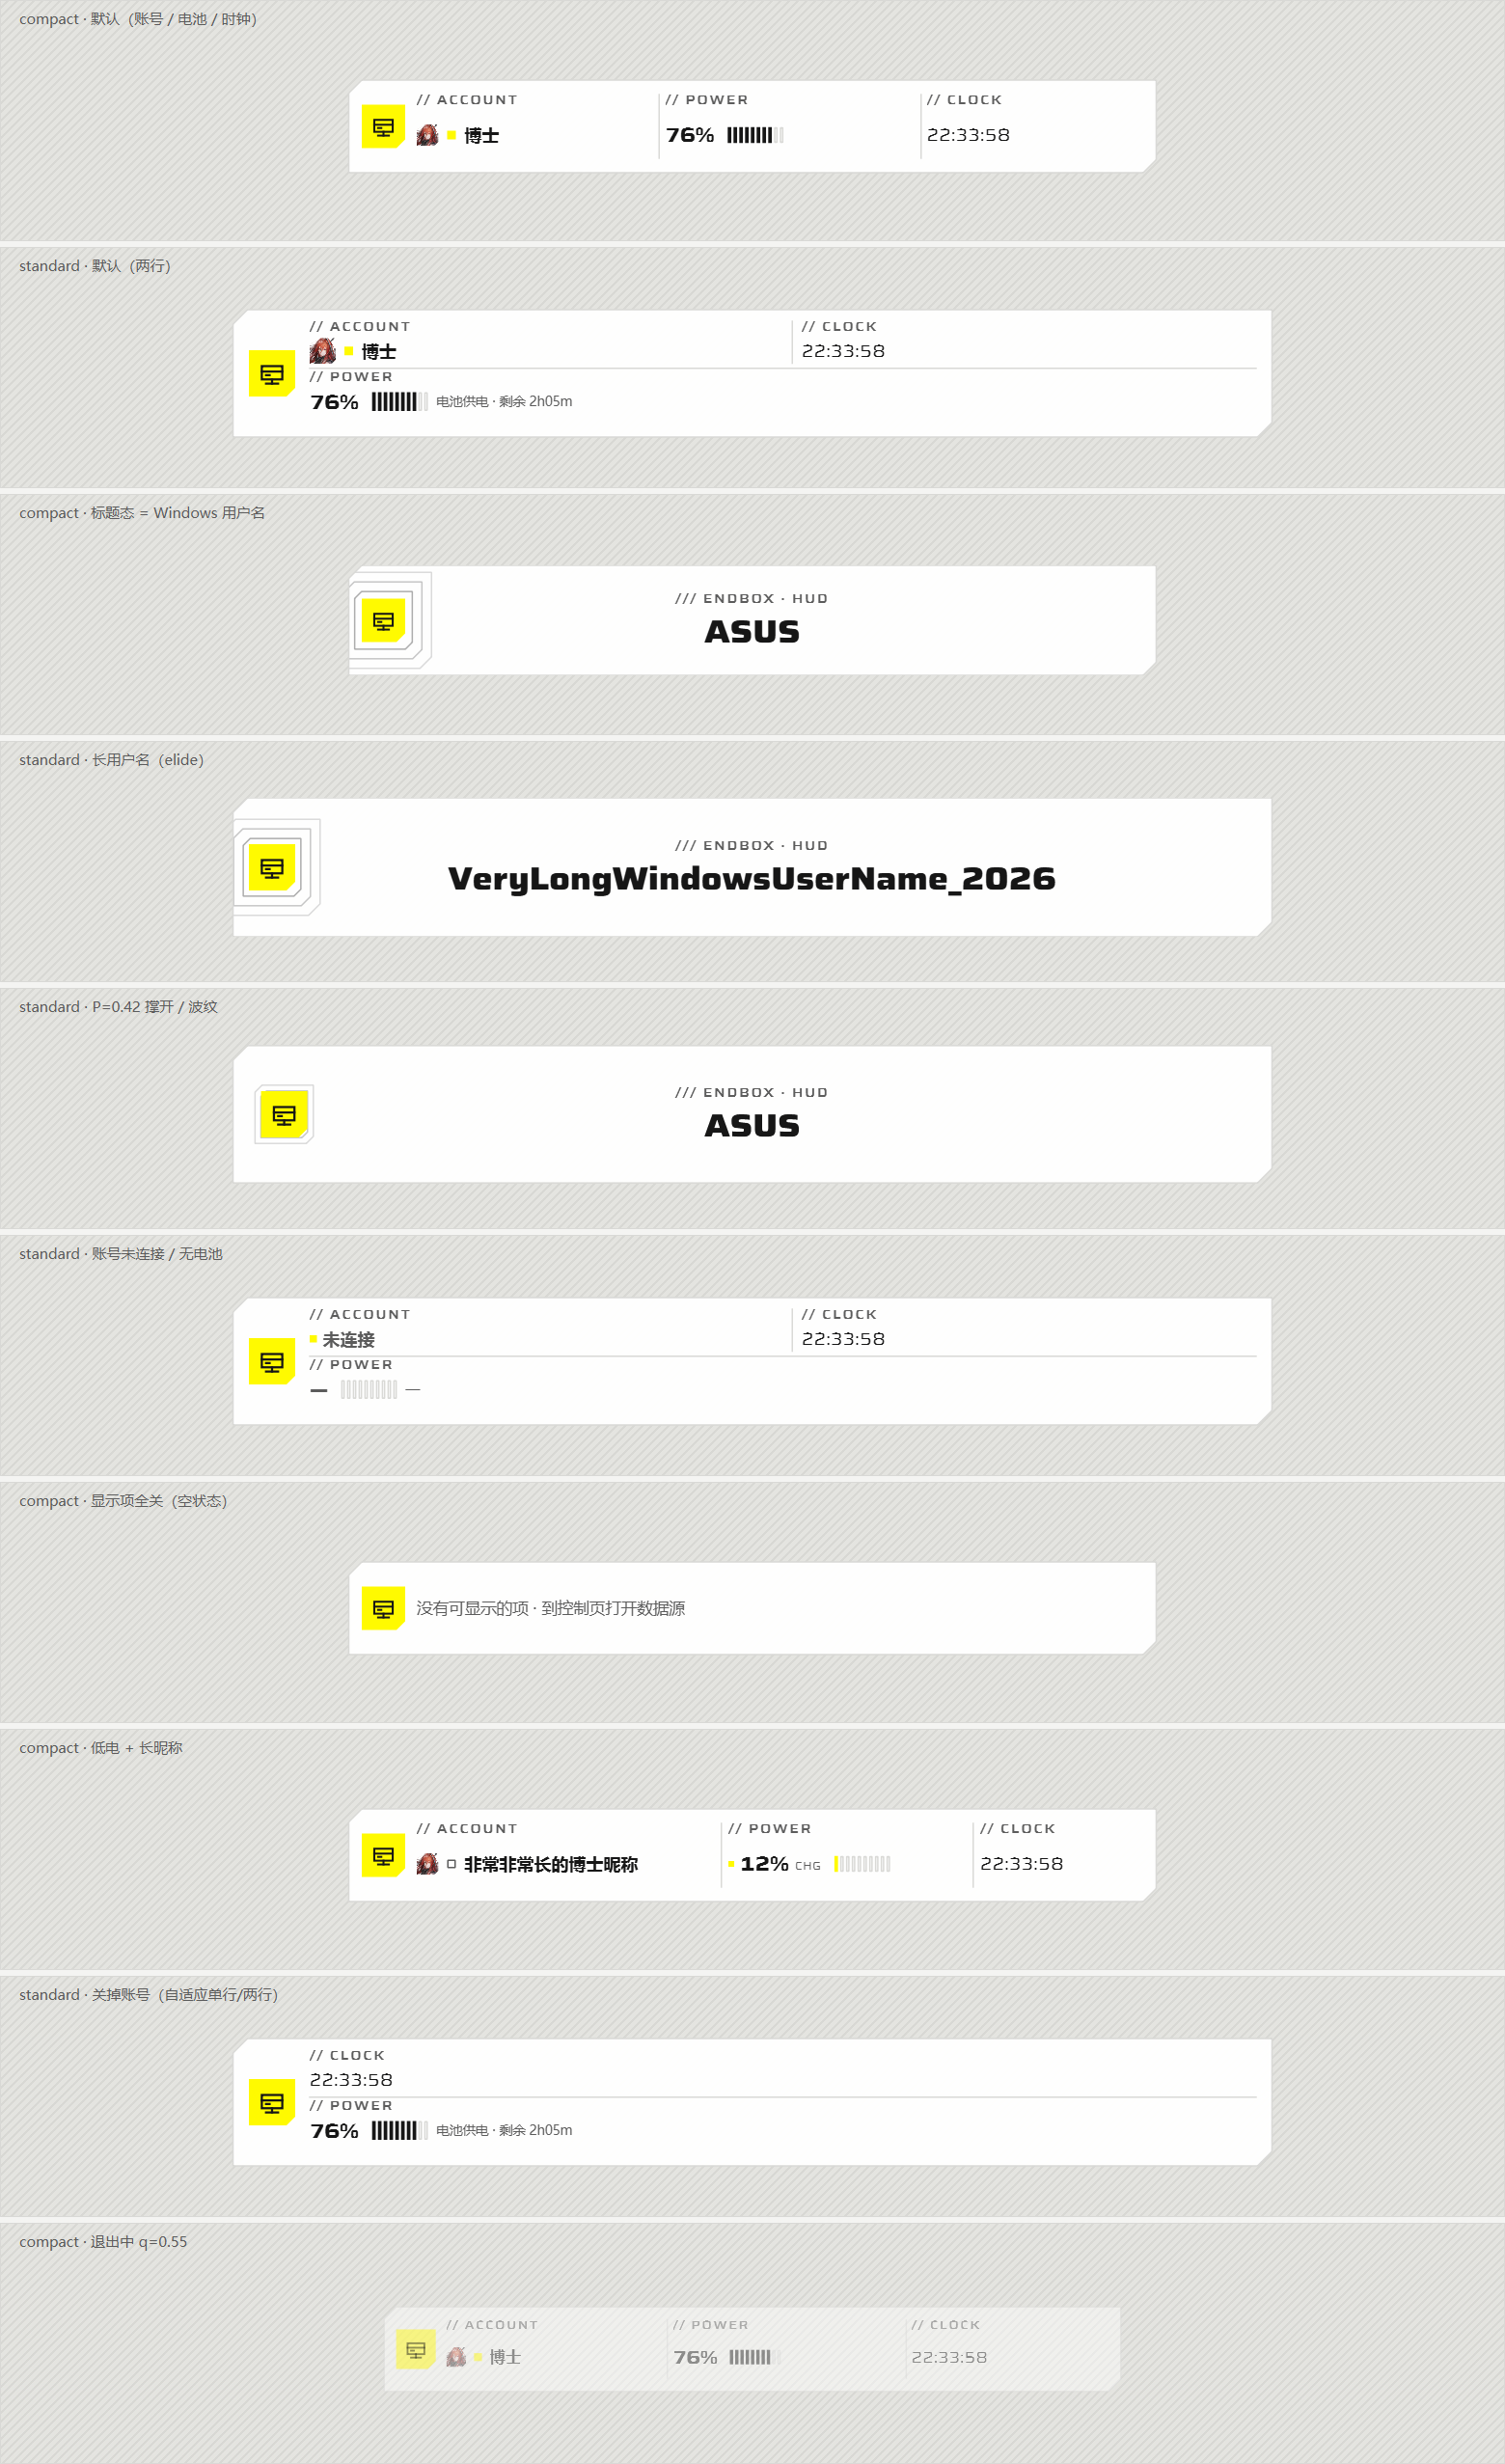 compact · 默认（账号 / 电池 / 时钟）
// ACCOUNT // POWER // CLOCK
博士 76% 22:33:58
standard · 默认（两行）
// ACCOUNT // CLOCK
博士 22:33:58
// POWER
76% 电池供电 · 剩余 2h05m
compact · 标题态 = Windows 用户名
/// ENDBOX · HUD
ASUS
standard · 长用户名（elide）
/// ENDBOX · HUD
VeryLongWindowsUserName_2026
standard · P=0.42 撑开 / 波纹
/// ENDBOX · HUD
ASUS
standard · 账号未连接 / 无电池
// ACCOUNT // CLOCK
未连接 22:33:58
// POWER
— —
compact · 显示项全关（空状态）
没有可显示的项 · 到控制页打开数据源
compact · 低电 + 长昵称
// ACCOUNT // POWER // CLOCK
非常非常长的博士昵称 12% CHG 22:33:58
standard · 关掉账号（自适应单行/两行）
// CLOCK
22:33:58
// POWER
76% 电池供电 · 剩余 2h05m
compact · 退出中 q=0.55
// ACCOUNT // POWER // CLOCK
博士 76% 22:33:58